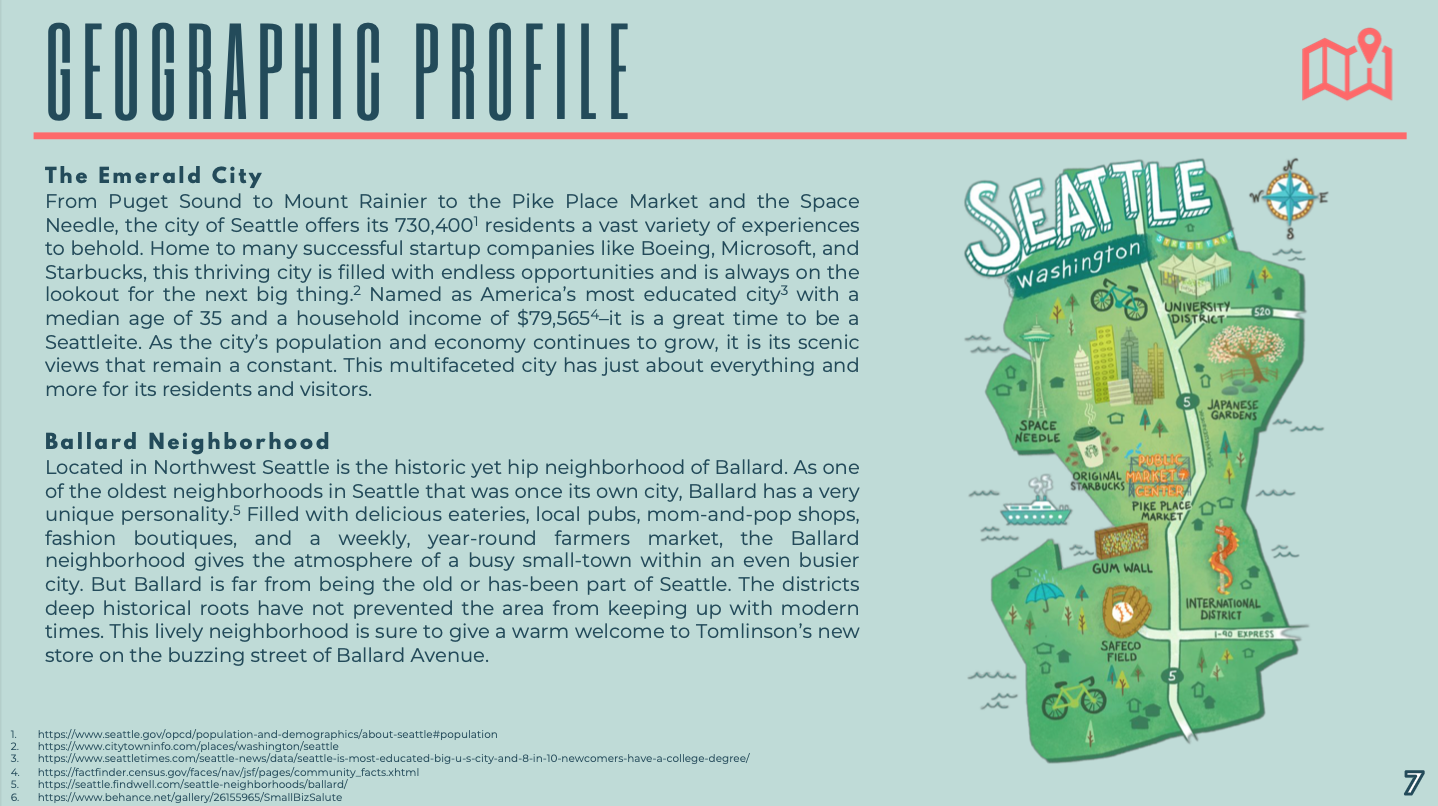 GEOGRAPHIC PROFILE
The Emerald City
From Puget Sound to Mount Rainier to the Pike Place Market and the Space
Needle, the city of Seattle offers its 730,400¹ residents a vast variety of experiences
to behold. Home to many successful startup companies like Boeing, Microsoft, and
Starbucks, this thriving city is filled with endless opportunities and is always on the
lookout for the next big thing.² Named as America's most educated city³ with a
median age of 35 and a household income of $79,565⁴–it is a great time to be a
Seattleite. As the city's population and economy continues to grow, it is its scenic
views that remain a constant. This multifaceted city has just about everything and
more for its residents and visitors.
Ballard Neighborhood
Located in Northwest Seattle is the historic yet hip neighborhood of Ballard. As one
of the oldest neighborhoods in Seattle that was once its own city, Ballard has a very
unique personality.⁵ Filled with delicious eateries, local pubs, mom-and-pop shops,
fashion boutiques, and a weekly, year-round farmers market, the Ballard
neighborhood gives the atmosphere of a busy small-town within an even busier
city. But Ballard is far from being the old or has-been part of Seattle. The districts
deep historical roots have not prevented the area from keeping up with modern
times. This lively neighborhood is sure to give a warm welcome to Tomlinson's new
store on the buzzing street of Ballard Avenue.
SEATTLE
Washington
N
W E
S
UNIVERSITY
DISTRICT
520
5
JAPANESE
GARDENS
SPACE
NEEDLE
ORIGINAL
STARBUCKS
PUBLIC
MARKET
CENTER
PIKE PLACE
MARKET
GUM WALL
INTERNATIONAL
DISTRICT
I-90 EXPRESS
SAFECO
FIELD
5
1. https://www.seattle.gov/opcd/population-and-demographics/about-seattle#population
2. https://www.citytowninfo.com/places/washington/seattle
3. https://www.seattletimes.com/seattle-news/data/seattle-is-most-educated-big-u-s-city-and-8-in-10-newcomers-have-a-college-degree/
4. https://factfinder.census.gov/faces/nav/jsf/pages/community_facts.xhtml
5. https://seattle.findwell.com/seattle-neighborhoods/ballard/
6. https://www.behance.net/gallery/26155965/SmallBizSalute
7